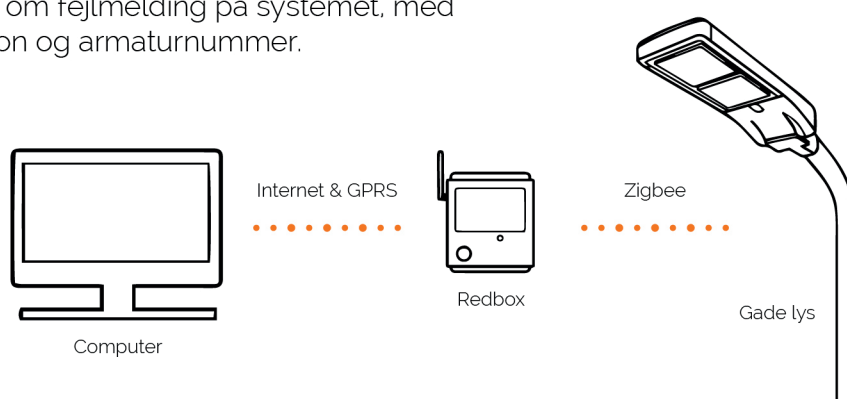 om fejlmelding på systemet, med
on og armaturnummer.
Internet & GPRS
Zigbee
Redbox
Gade lys
Computer